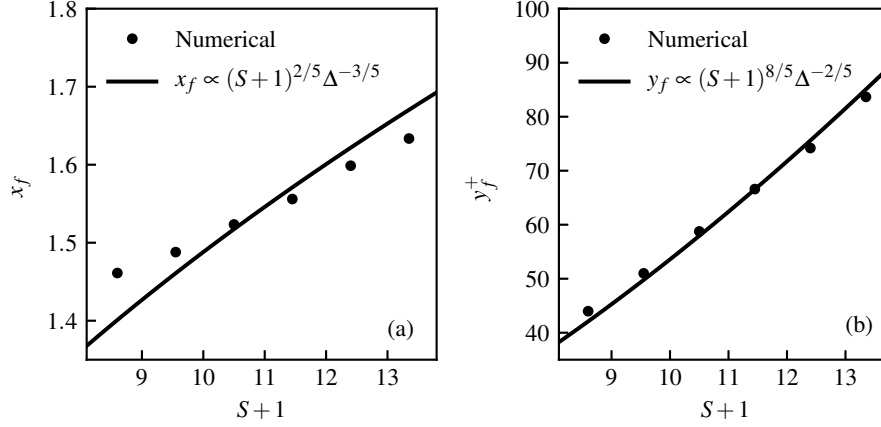 1.8
1.7
1.6
1.5
1.4
x_f
Numerical
x_f ∝ (S+1)^{2/5} Δ^{−3/5}
(a)
9 10 11 12 13
S+1
100
90
80
70
60
50
40
y_f^+
Numerical
y_f ∝ (S+1)^{8/5} Δ^{−2/5}
(b)
9 10 11 12 13
S+1